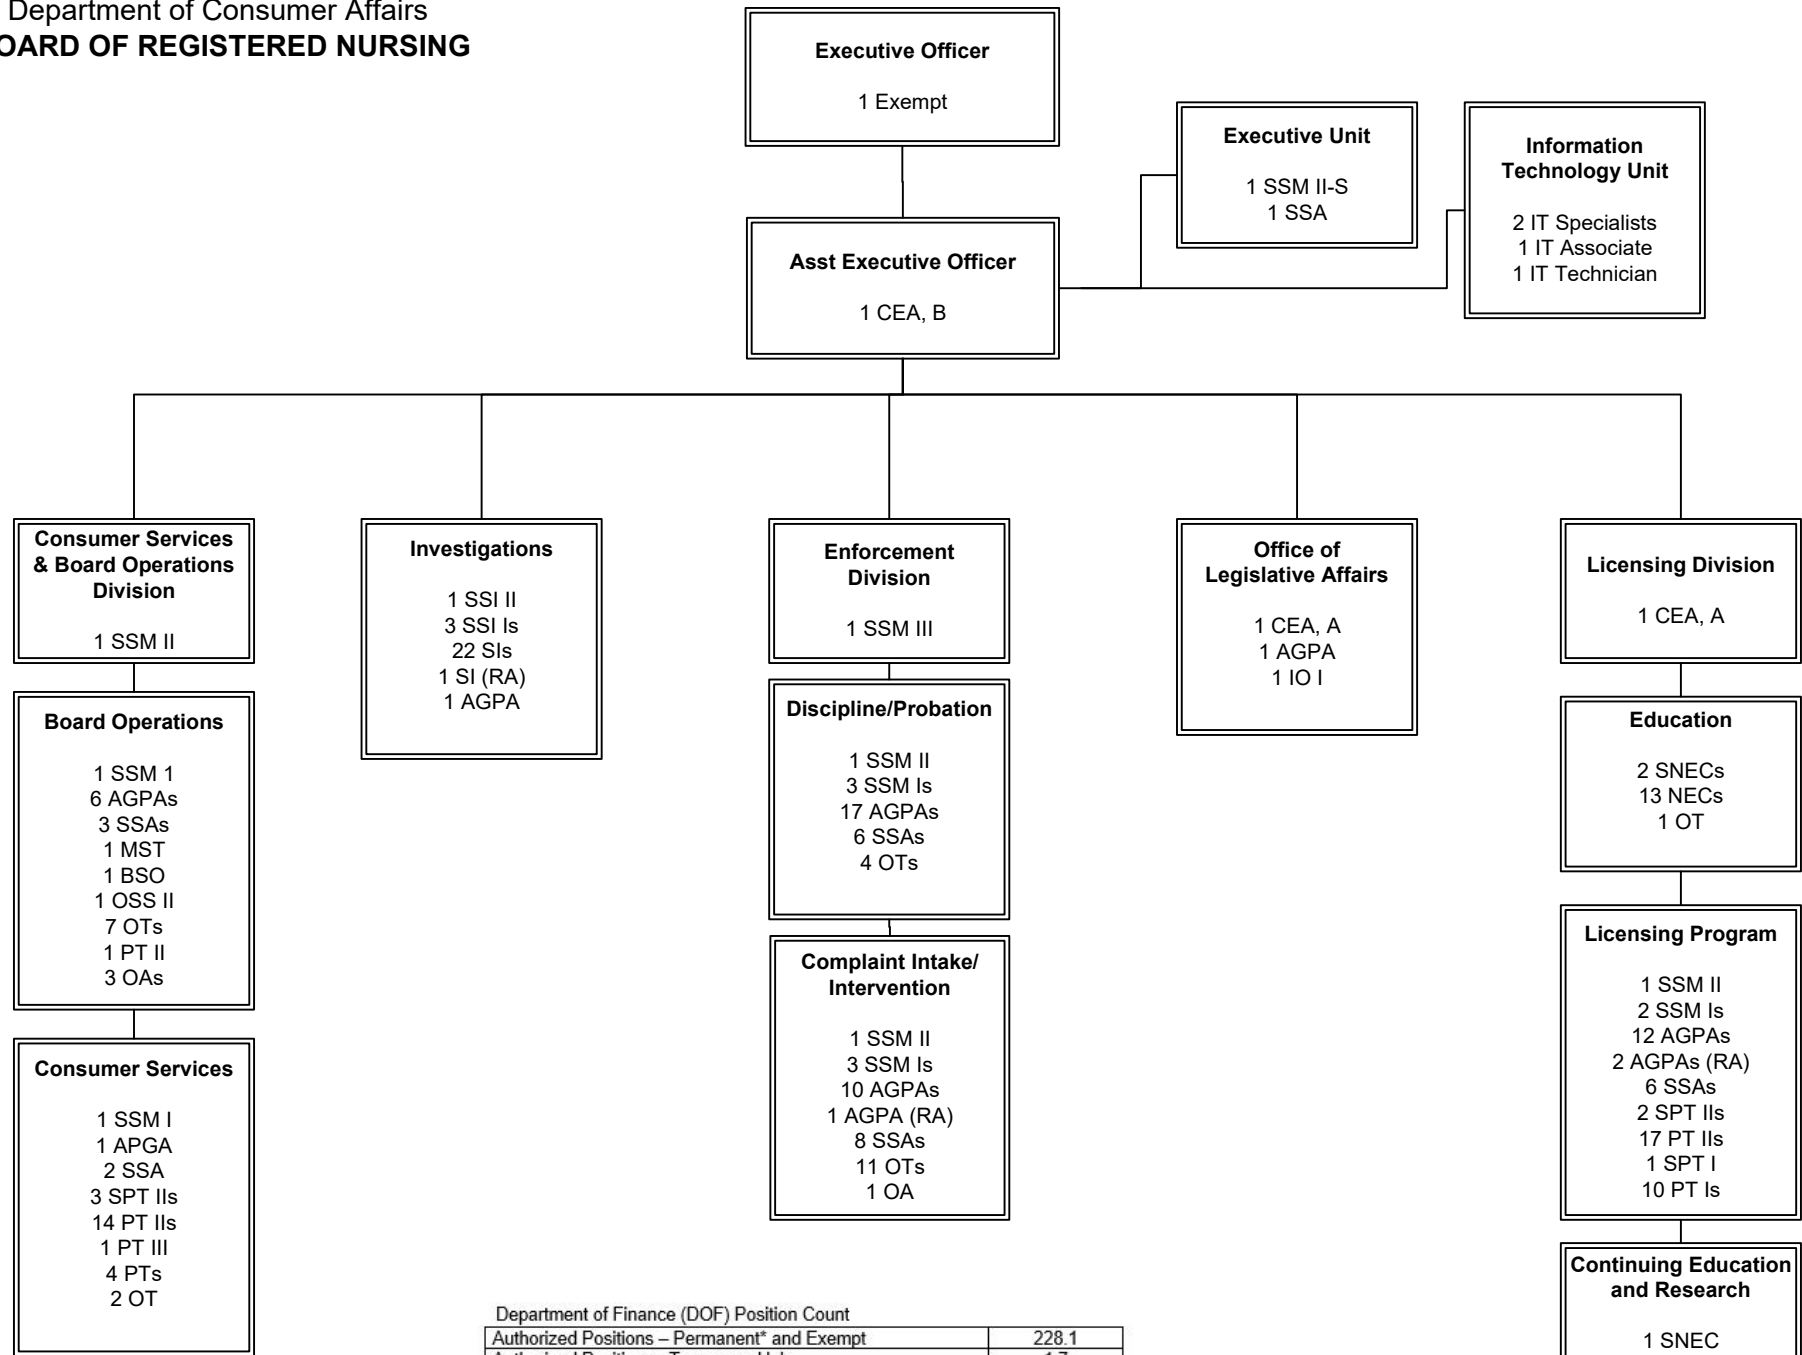 Department of Consumer Affairs
OARD OF REGISTERED NURSING
Executive Officer
1 Exempt
Executive Unit
1 SSM II-S
1 SSA
Information
Technology Unit
2 IT Specialists
1 IT Associate
1 IT Technician
Asst Executive Officer
1 CEA, B
Consumer Services
& Board Operations
Division
1 SSM II
Investigations
1 SSI II
3 SSI Is
22 SIs
1 SI (RA)
1 AGPA
Enforcement
Division
1 SSM III
Office of
Legislative Affairs
1 CEA, A
1 AGPA
1 IO I
Licensing Division
1 CEA, A
Board Operations
1 SSM 1
6 AGPAs
3 SSAs
1 MST
1 BSO
1 OSS II
7 OTs
1 PT II
3 OAs
Discipline/Probation
1 SSM II
3 SSM Is
17 AGPAs
6 SSAs
4 OTs
Education
2 SNECs
13 NECs
1 OT
Consumer Services
1 SSM I
1 APGA
2 SSA
3 SPT IIs
14 PT IIs
1 PT III
4 PTs
2 OT
Complaint Intake/
Intervention
1 SSM II
3 SSM Is
10 AGPAs
1 AGPA (RA)
8 SSAs
11 OTs
1 OA
Licensing Program
1 SSM II
2 SSM Is
12 AGPAs
2 AGPAs (RA)
6 SSAs
2 SPT IIs
17 PT IIs
1 SPT I
10 PT Is
Continuing Education
and Research
1 SNEC
Department of Finance (DOF) Position Count
Authorized Positions – Permanent* and Exempt 228.1